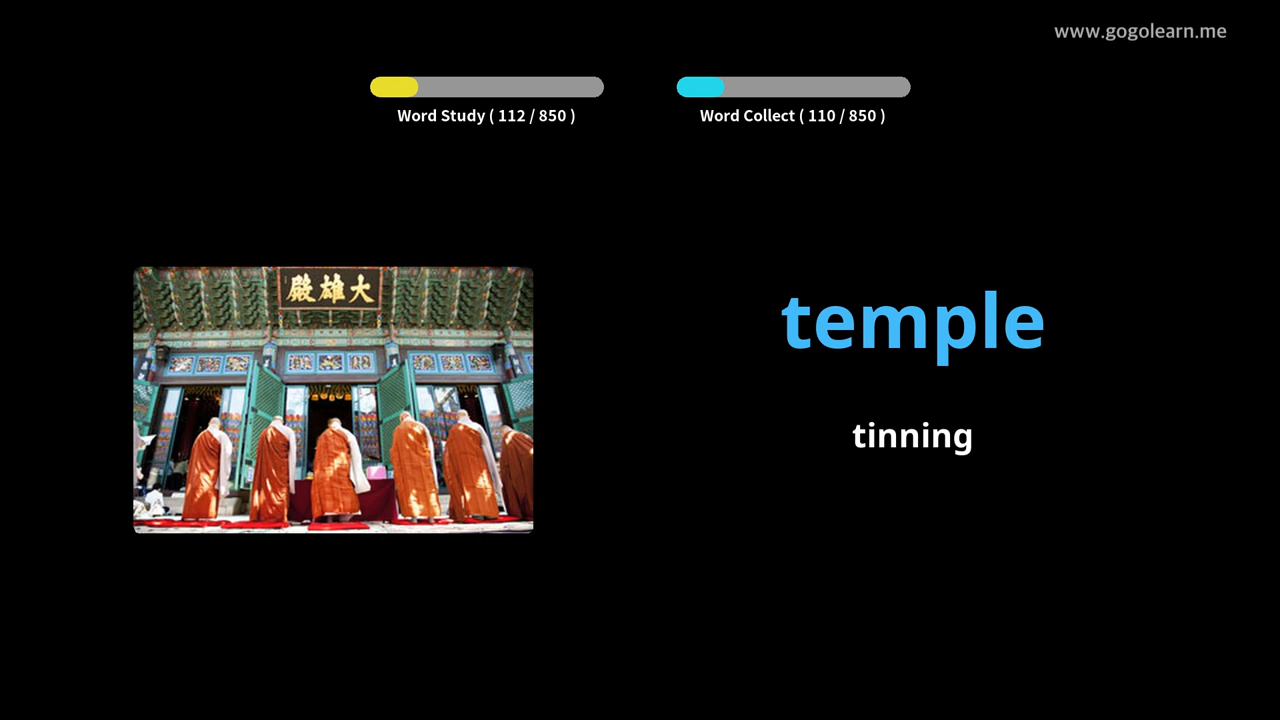 www.gogolearn.me
Word Study ( 112 / 850 )
Word Collect ( 110 / 850 )
殿雄大
temple
tinning